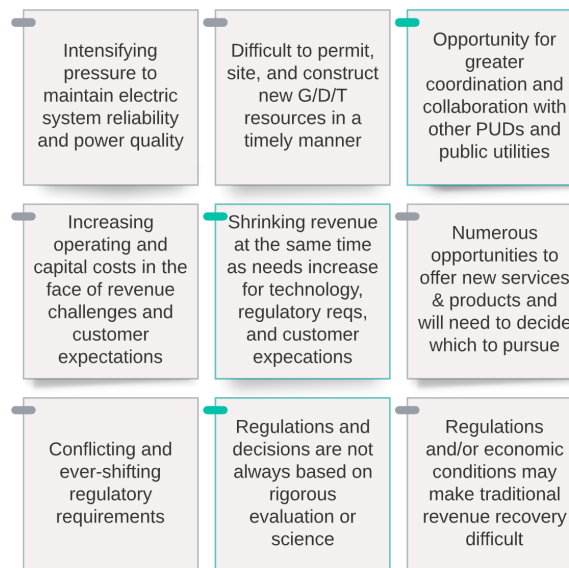 Intensifying
pressure to
maintain electric
system reliability
and power quality
Difficult to permit,
site, and construct
new G/D/T
resources in a
timely manner
Opportunity for
greater
coordination and
collaboration with
other PUDs and
public utilities
Increasing
operating and
capital costs in the
face of revenue
challenges and
customer
expectations
Shrinking revenue
at the same time
as needs increase
for technology,
regulatory reqs,
and customer
expecations
Numerous
opportunities to
offer new services
& products and
will need to decide
which to pursue
Conflicting and
ever-shifting
regulatory
requirements
Regulations and
decisions are not
always based on
rigorous
evaluation or
science
Regulations
and/or economic
conditions may
make traditional
revenue recovery
difficult